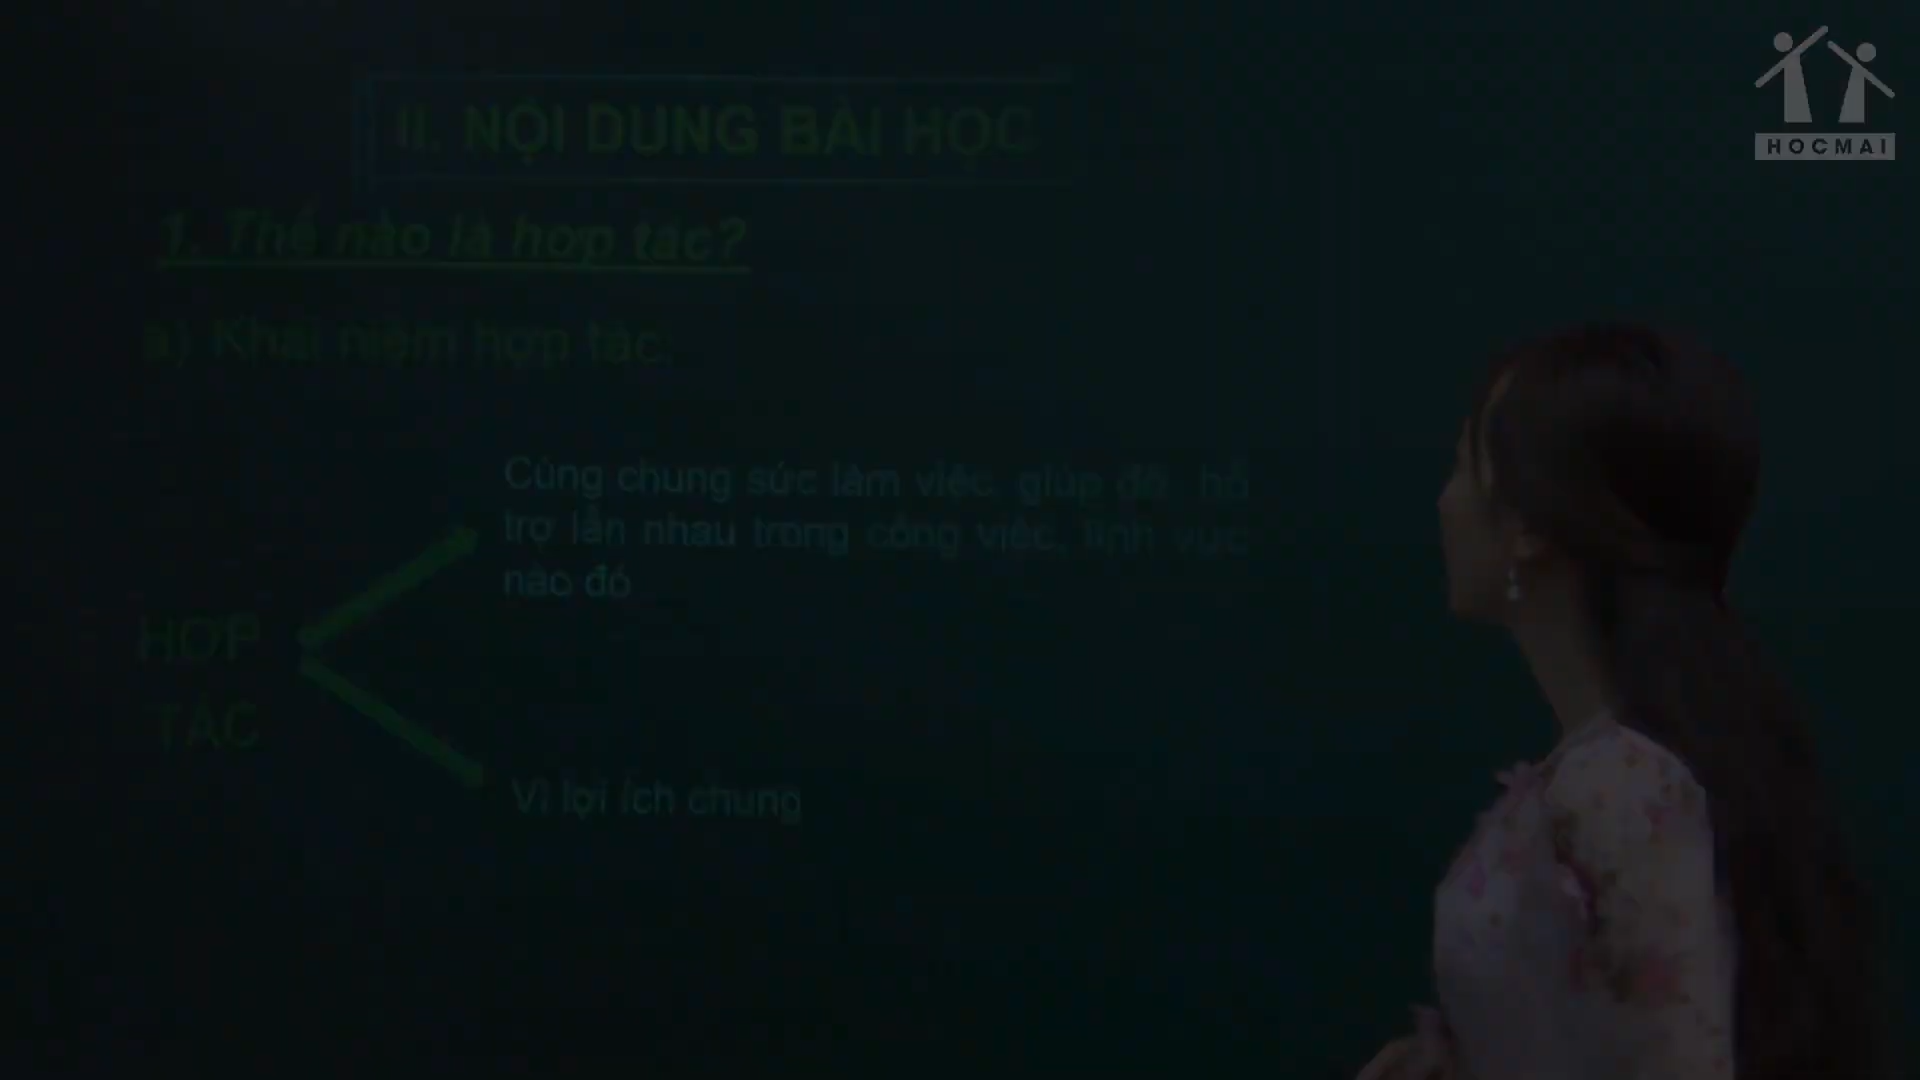 HOCMAI
II. NỘI DUNG BÀI HỌC
1. Thế nào là hợp tác?
a) Khái niệm hợp tác:
Cùng chung sức làm việc, giúp đỡ, hỗ
trợ lẫn nhau trong công việc, lĩnh vực
nào đó
HỢP
TÁC
Vì lợi ích chung